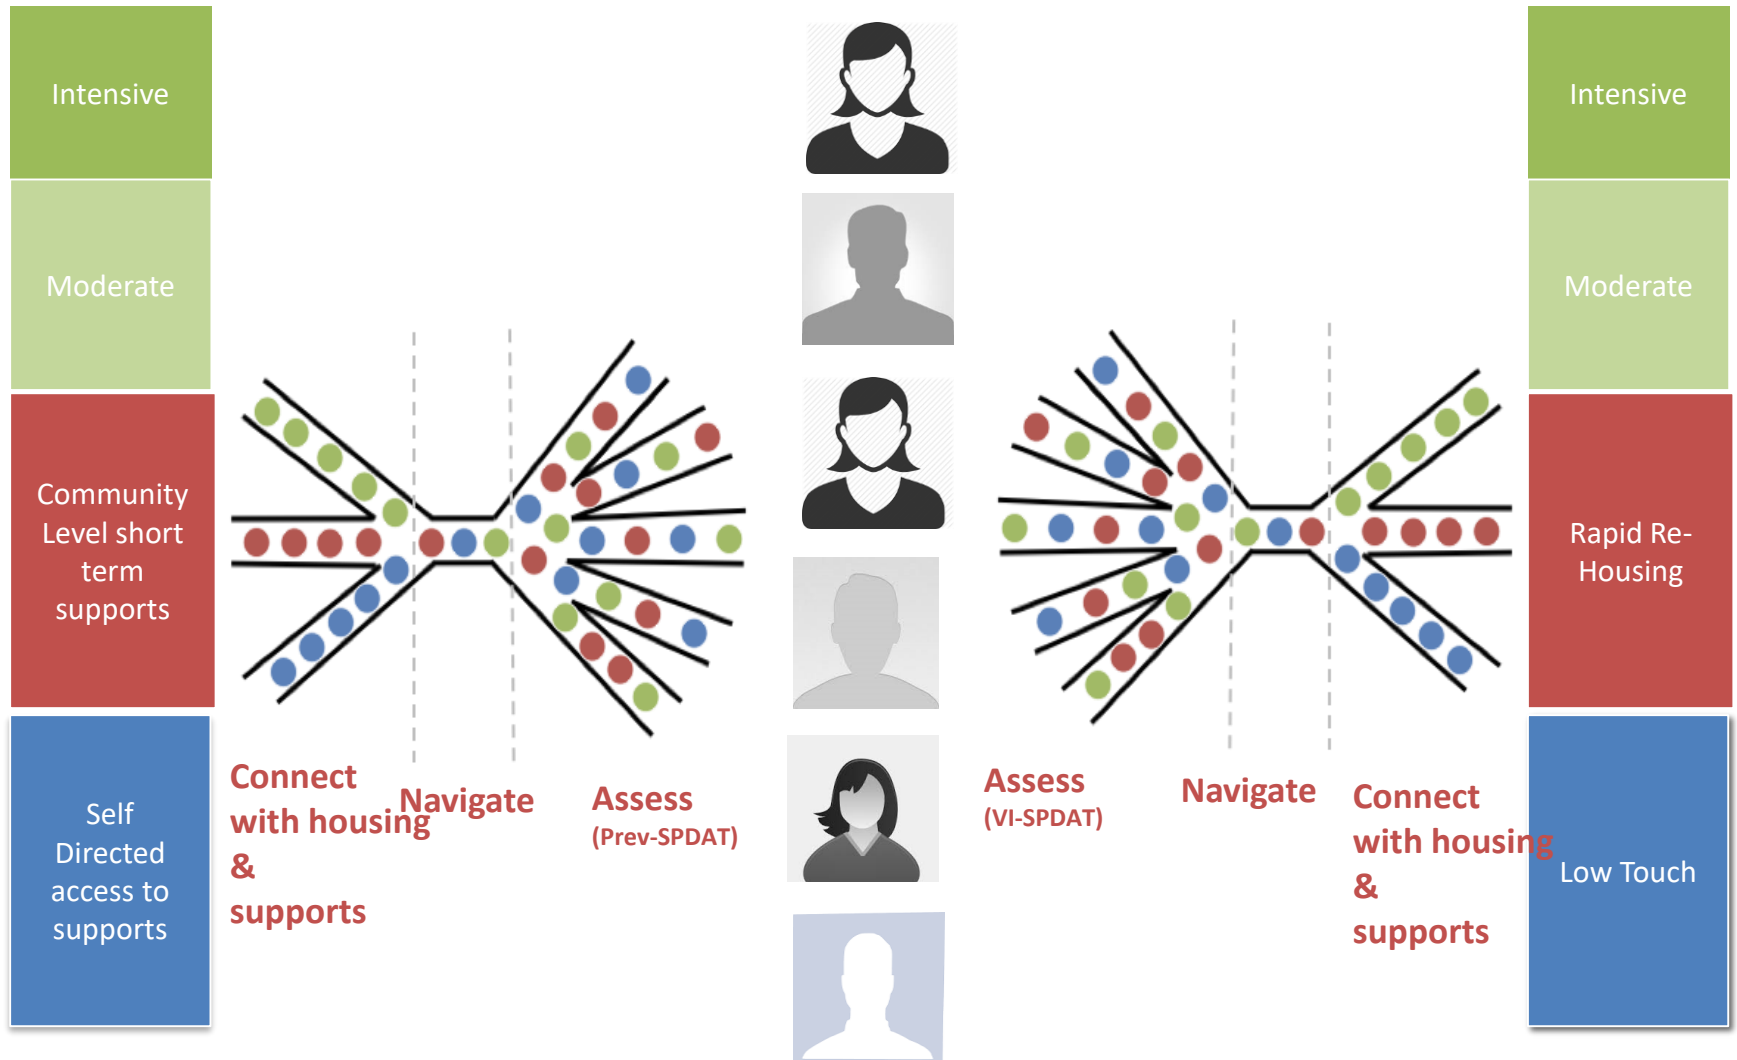 Intensive
Moderate
Community
Level short
term
supports
Self
Directed
access to
supports
Connect
with housing
&
supports
Navigate
Assess
(Prev-SPDAT)
Assess
(VI-SPDAT)
Navigate
Connect
with housing
&
supports
Intensive
Moderate
Rapid Re-
Housing
Low Touch